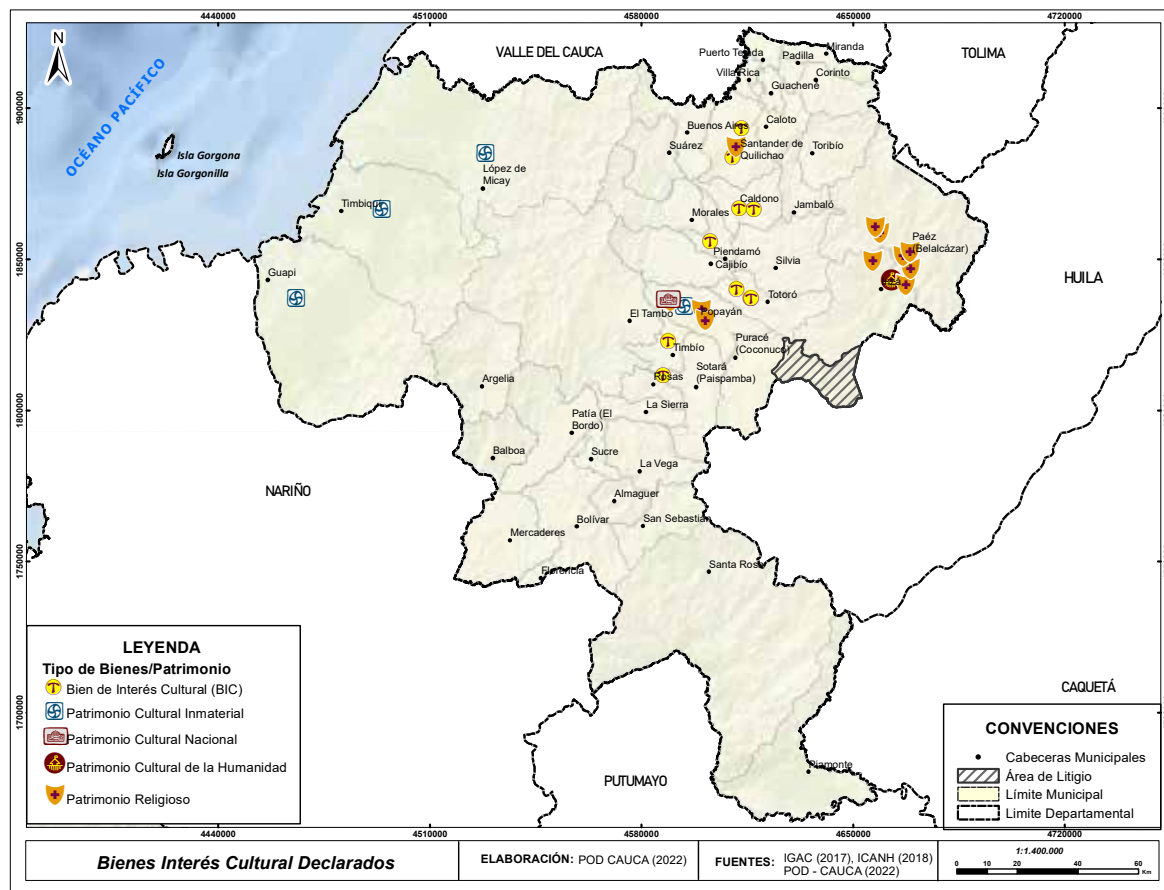 4440000
4510000
4580000
4650000
4720000
N
OCÉANO PACÍFICO
VALLE DEL CAUCA
TOLIMA
Miranda
Puerto Tejada
Padilla
Villa Rica
Corinto
Guachené
1900000
Buenos Aires
Caloto
Isla Gorgona
Isla Gorgonilla
Suárez
Santander de
Quilichao
Toribío
López de
Micay
Timbiquí
Caldono
Morales
Jambaló
Paéz
(Belalcázar)
Piendamó
Cajibío
Silvia
HUILA
Guapi
Totoró
El Tambo
Popayán
Puracé
(Coconuco)
Timbío
Sotará
(Paispamba)
Rosas
Argelia
1800000
La Sierra
Patía (El
Bordo)
Balboa
Sucre
La Vega
NARIÑO
Almaguer
Bolívar
San Sebastián
Mercaderes
1750000
Florencia
Santa Rosa
LEYENDA
Tipo de Bienes/Patrimonio
Bien de Interés Cultural (BIC)
Patrimonio Cultural Inmaterial
Patrimonio Cultural Nacional
Patrimonio Cultural de la Humanidad
Patrimonio Religioso
1700000
CAQUETÁ
PUTUMAYO
Piamonte
CONVENCIONES
Cabeceras Municipales
Área de Litigio
Límite Municipal
Limite Departamental
4440000
4510000
4580000
4650000
4720000
Bienes Interés Cultural Declarados
ELABORACIÓN: POD CAUCA (2022)
FUENTES: IGAC (2017), ICANH (2018)
POD - CAUCA (2022)
1:1.400.000
0 10 20 40 60
Km